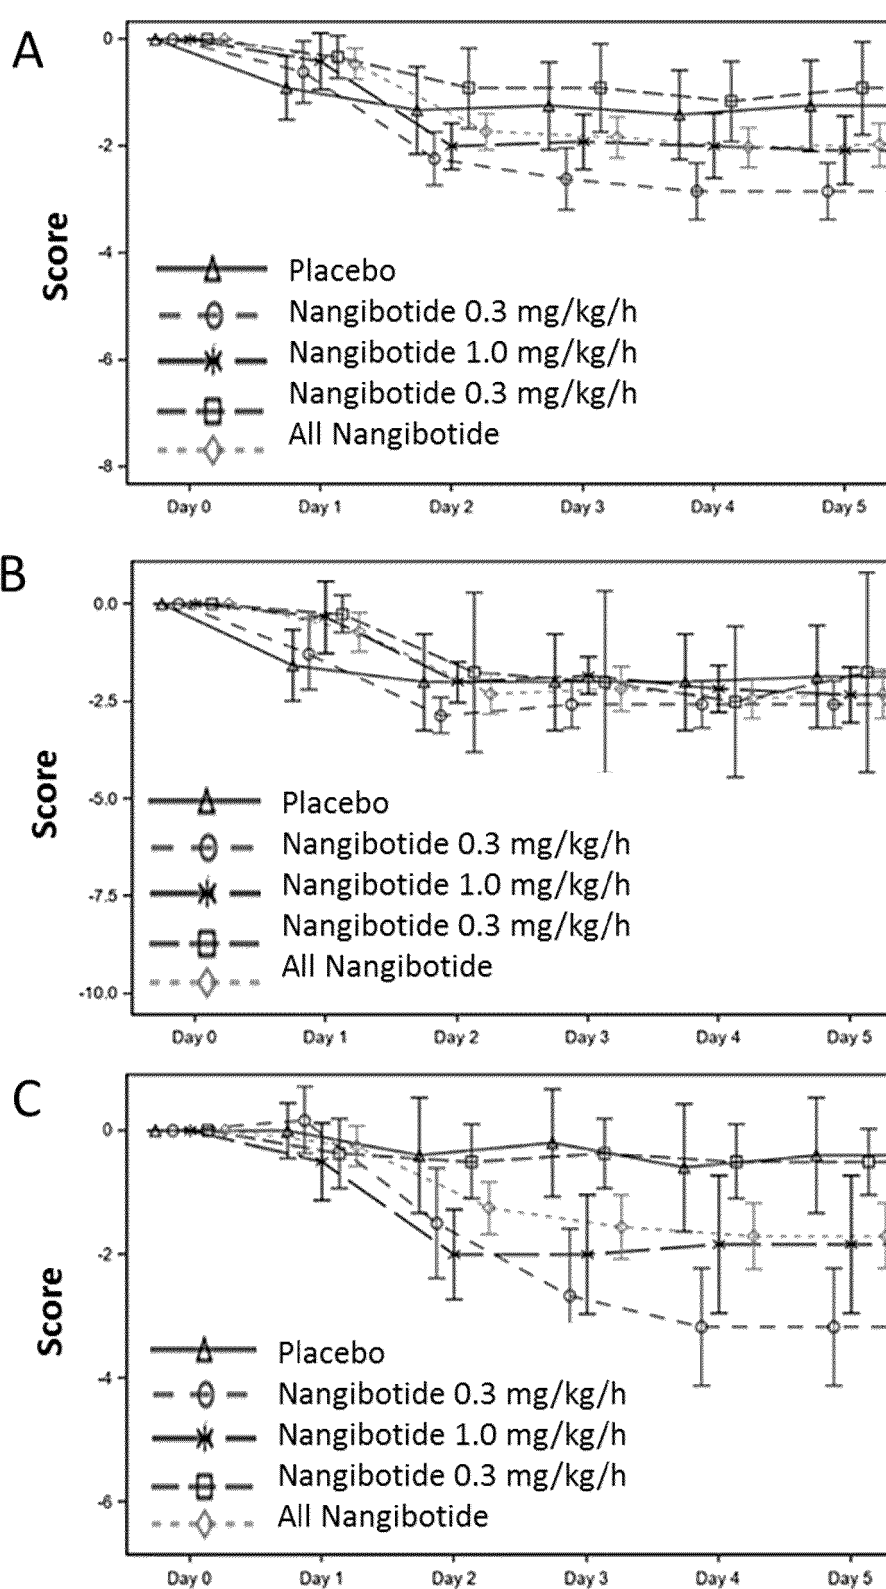 A
0
-2
-4
-6
-8
Score
Placebo
Nangibotide 0.3 mg/kg/h
Nangibotide 1.0 mg/kg/h
Nangibotide 0.3 mg/kg/h
All Nangibotide
Day 0 Day 1 Day 2 Day 3 Day 4 Day 5
B
0.0
-2.5
-5.0
-7.5
-10.0
Score
Placebo
Nangibotide 0.3 mg/kg/h
Nangibotide 1.0 mg/kg/h
Nangibotide 0.3 mg/kg/h
All Nangibotide
Day 0 Day 1 Day 2 Day 3 Day 4 Day 5
C
0
-2
-4
-6
Score
Placebo
Nangibotide 0.3 mg/kg/h
Nangibotide 1.0 mg/kg/h
Nangibotide 0.3 mg/kg/h
All Nangibotide
Day 0 Day 1 Day 2 Day 3 Day 4 Day 5